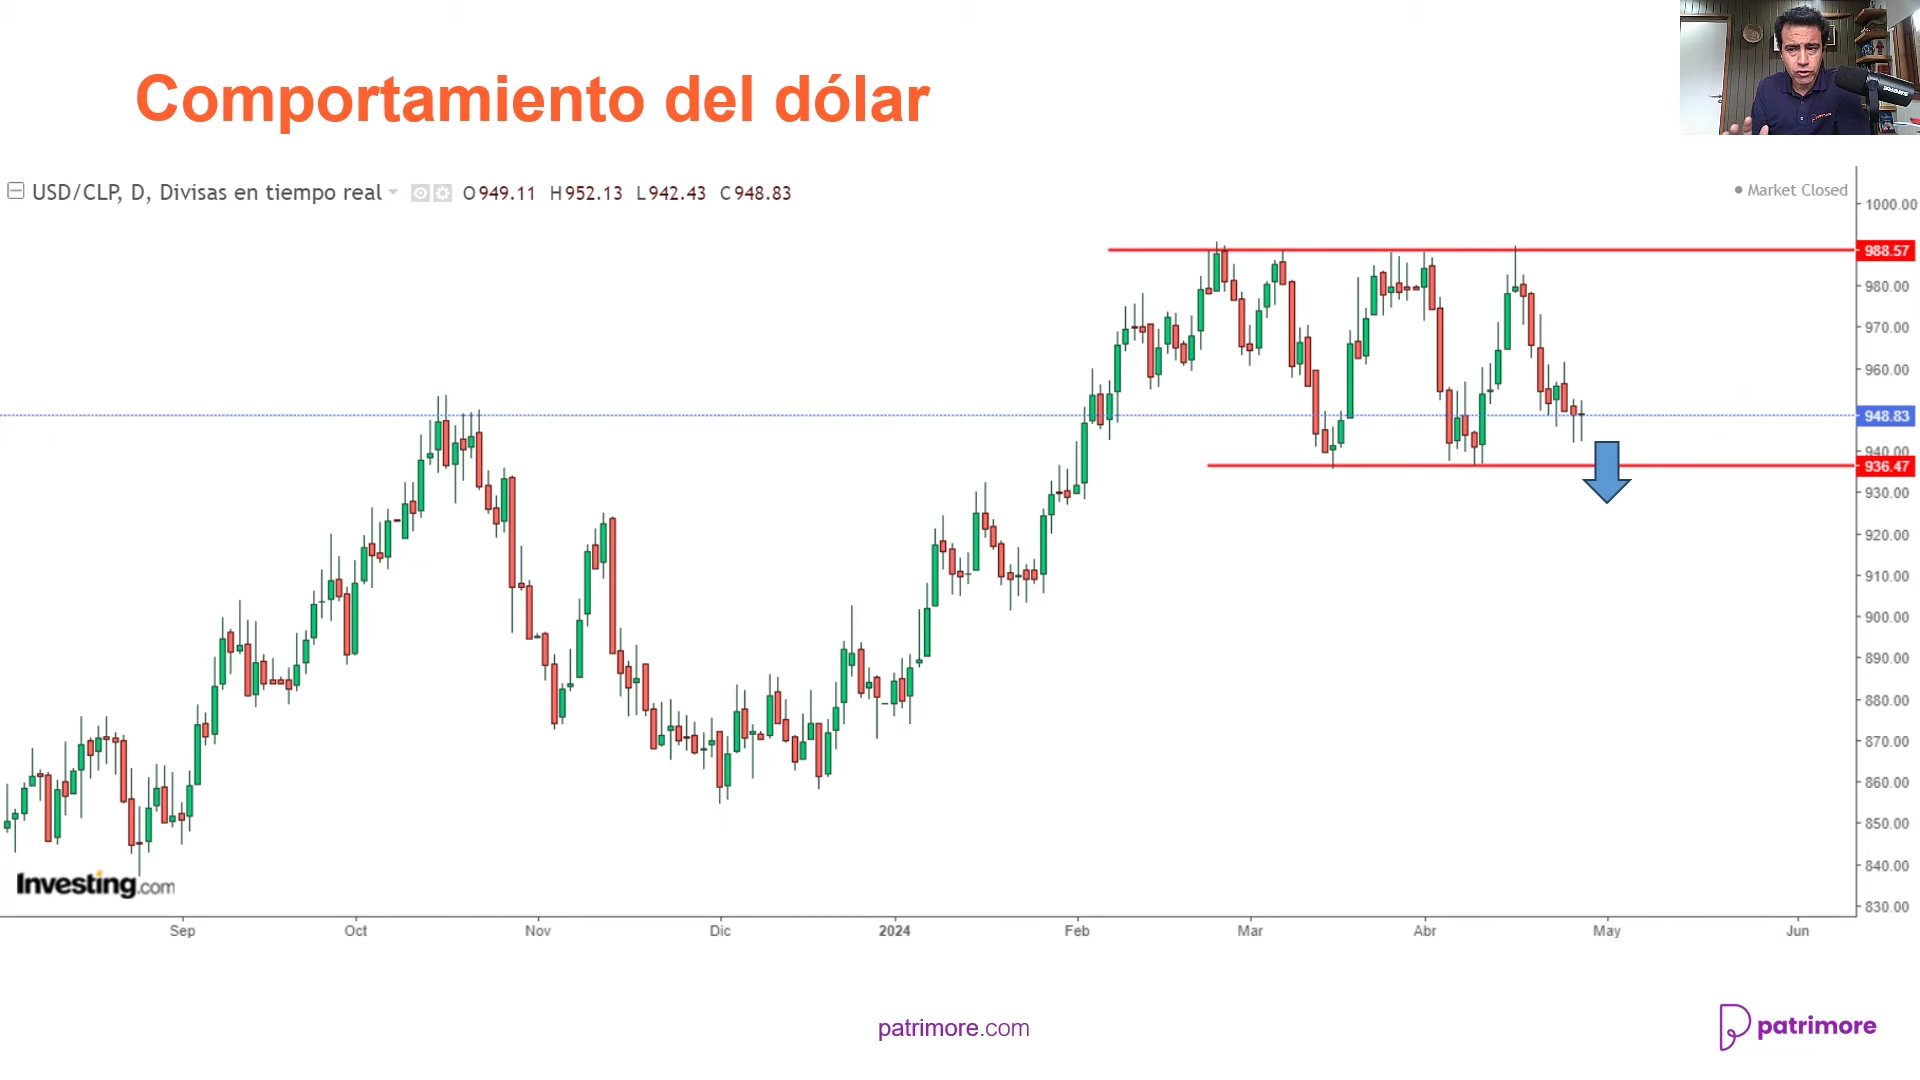 Comportamiento del dólar
USD/CLP, D, Divisas en tiempo real O949.11 H952.13 L942.43 C948.83
Market Closed
1000.00
988.57
980.00
970.00
960.00
948.83
940.00
936.47
930.00
920.00
910.00
900.00
890.00
880.00
870.00
860.00
850.00
840.00
830.00
Investing.com
Sep Oct Nov Dic 2024 Feb Mar Abr May Jun
patrimore.com
patrimore
SHURE